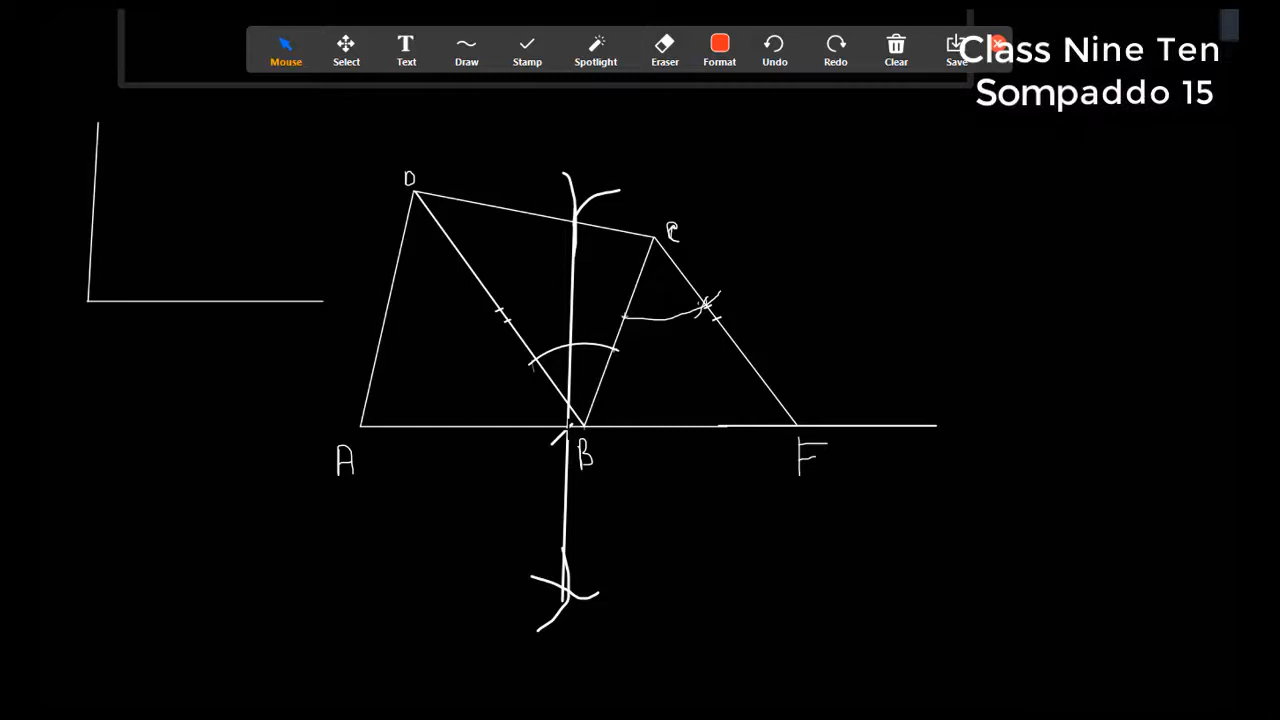 Mouse Select Text Draw Stamp Spotlight Eraser Format Undo Redo Clear Save
Class Nine Ten
Sompaddo 15
D
C
A
B
F